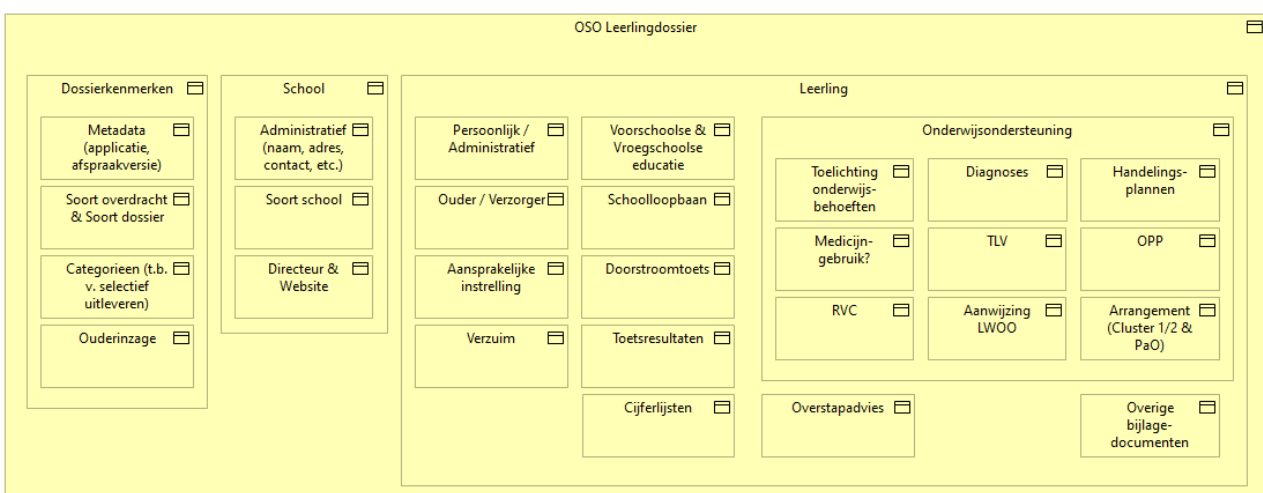 OSO Leerlingdossier
Dossierkenmerken
Metadata
(applicatie,
afspraakversie)
Soort overdracht
& Soort dossier
Categorieen (t.b.
v. selectief
uitleveren)
Ouderinzage
School
Administratief
(naam, adres,
contact, etc.)
Soort school
Directeur &
Website
Leerling
Persoonlijk /
Administratief
Ouder / Verzorger
Aansprakelijke
instrelling
Verzuim
Voorschoolse &
Vroegschoolse
educatie
Schoolloopbaan
Doorstroomtoets
Toetsresultaten
Cijferlijsten
Onderwijsondersteuning
Toelichting
onderwijs-
behoeften
Diagnoses
Handelings-
plannen
Medicijn-
gebruik?
TLV
OPP
RVC
Aanwijzing
LWOO
Arrangement
(Cluster 1/2 &
PaO)
Overstapadvies
Overige
bijlage-
documenten